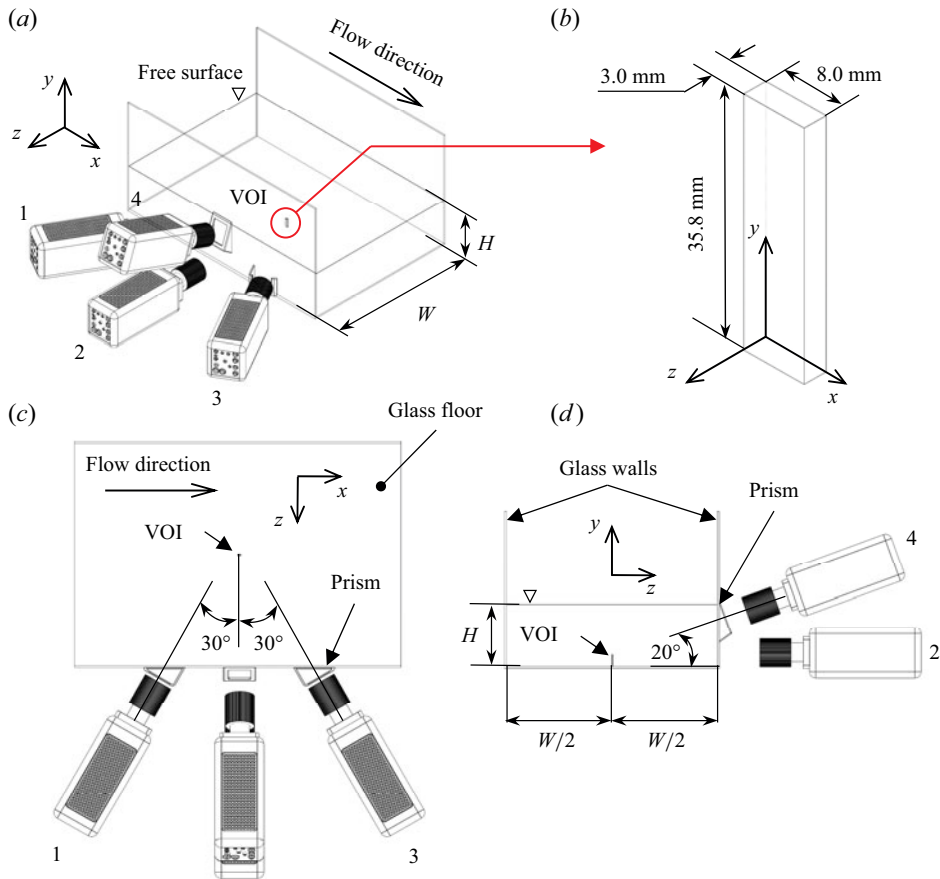 (a)
Flow direction
Free surface
y
z
x
VOI
1
4
2
3
H
W
(b)
3.0 mm
8.0 mm
35.8 mm
y
z
x
(c)
Glass floor
Flow direction
x
z
VOI
Prism
30° 30°
1
3
(d)
Glass walls
Prism
y
z
4
H
VOI
20°
2
W/2
W/2